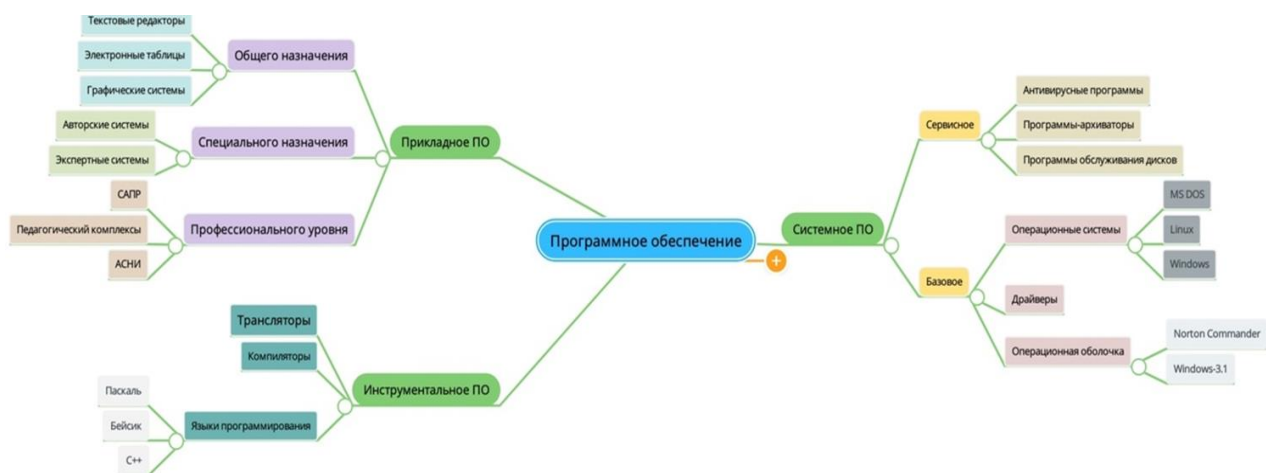 Текстовые редакторы
Электронные таблицы
Графические системы
Общего назначения
Авторские системы
Экспертные системы
Специального назначения
САПР
Педагогический комплексы
АСНИ
Профессионального уровня
Прикладное ПО
Трансляторы
Компиляторы
Паскаль
Бейсик
C++
Языки программирования
Инструментальное ПО
Программное обеспечение
+
Системное ПО
Сервисное
Антивирусные программы
Программы-архиваторы
Программы обслуживания дисков
Базовое
Операционные системы
MS DOS
Linux
Windows
Драйверы
Операционная оболочка
Norton Commander
Windows-3.1